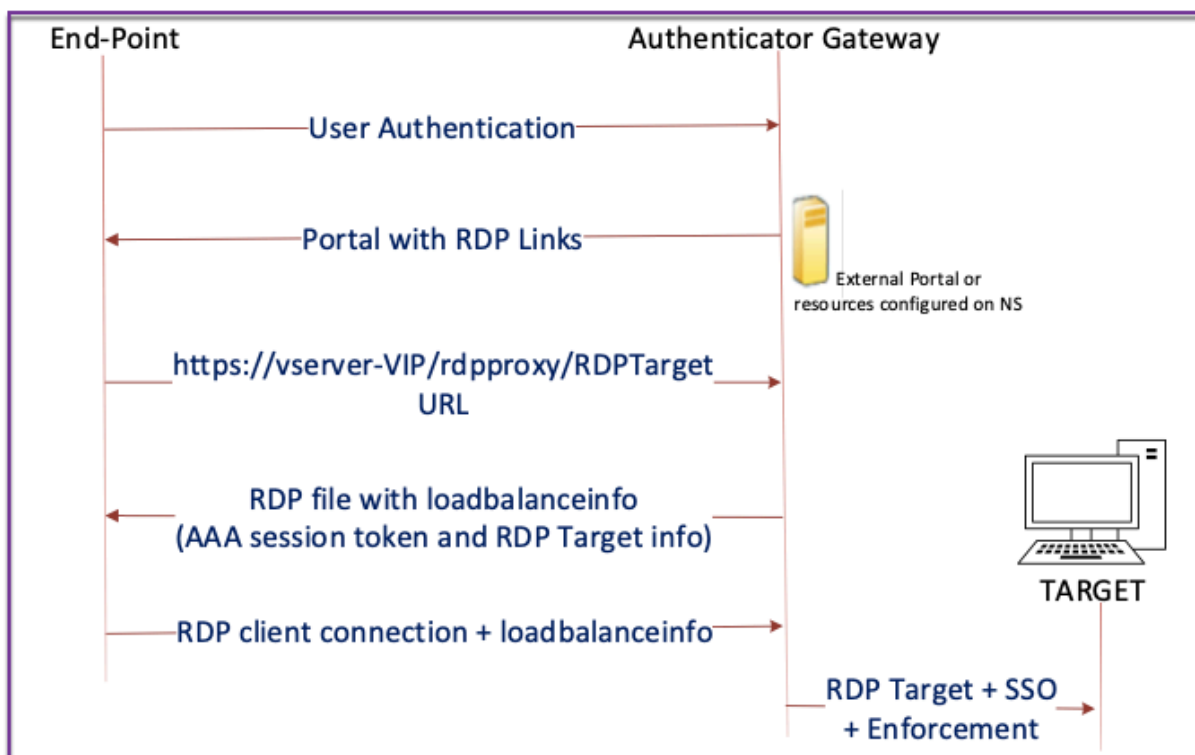 End-Point
Authenticator Gateway
User Authentication
Portal with RDP Links
External Portal or
resources configured on NS
https://vserver-VIP/rdpproxy/RDPTarget
URL
RDP file with loadbalanceinfo
(AAA session token and RDP Target info)
TARGET
RDP client connection + loadbalanceinfo
RDP Target + SSO
+ Enforcement